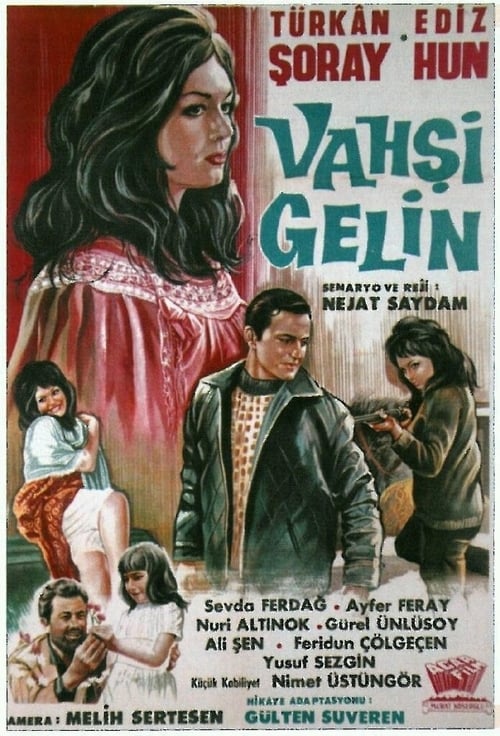 TÜRKÂN EDİZ
ŞORAY HUN
VAHŞİ
GELİN
SENARYO VE REJİ :
NEJAT SAYDAM
Sevda FERDAĞ • Ayfer FERAY
Nuri ALTINOK • Gürel ÜNLÜSOY
Ali ŞEN • Feridun ÇÖLGEÇEN
Yusuf SEZGİN
Küçük Kabiliyet Nimet ÜSTÜNGÖR
HİKAYE ADAPTASYONU :
AMERA : MELİH SERTESEN GÜLTEN SUVEREN